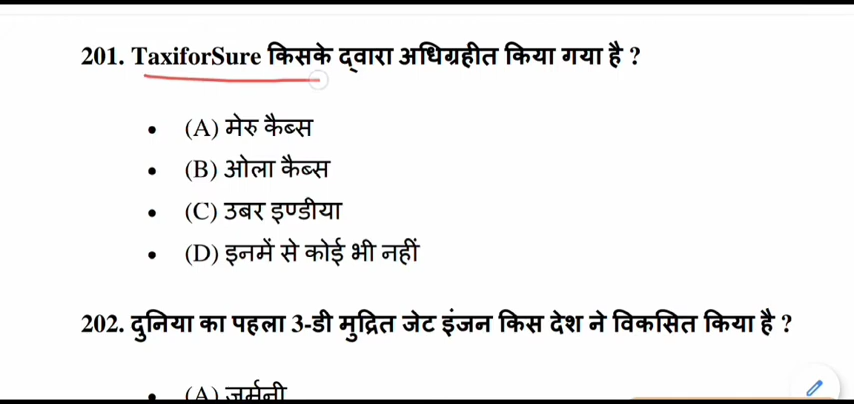 201. TaxiforSure किसके द्वारा अधिग्रहीत किया गया है ?
• (A) मेरु कैब्स
• (B) ओला कैब्स
• (C) उबर इण्डीया
• (D) इनमें से कोई भी नहीं
202. दुनिया का पहला 3-डी मुद्रित जेट इंजन किस देश ने विकसित किया है ?
• (A) जर्मनी